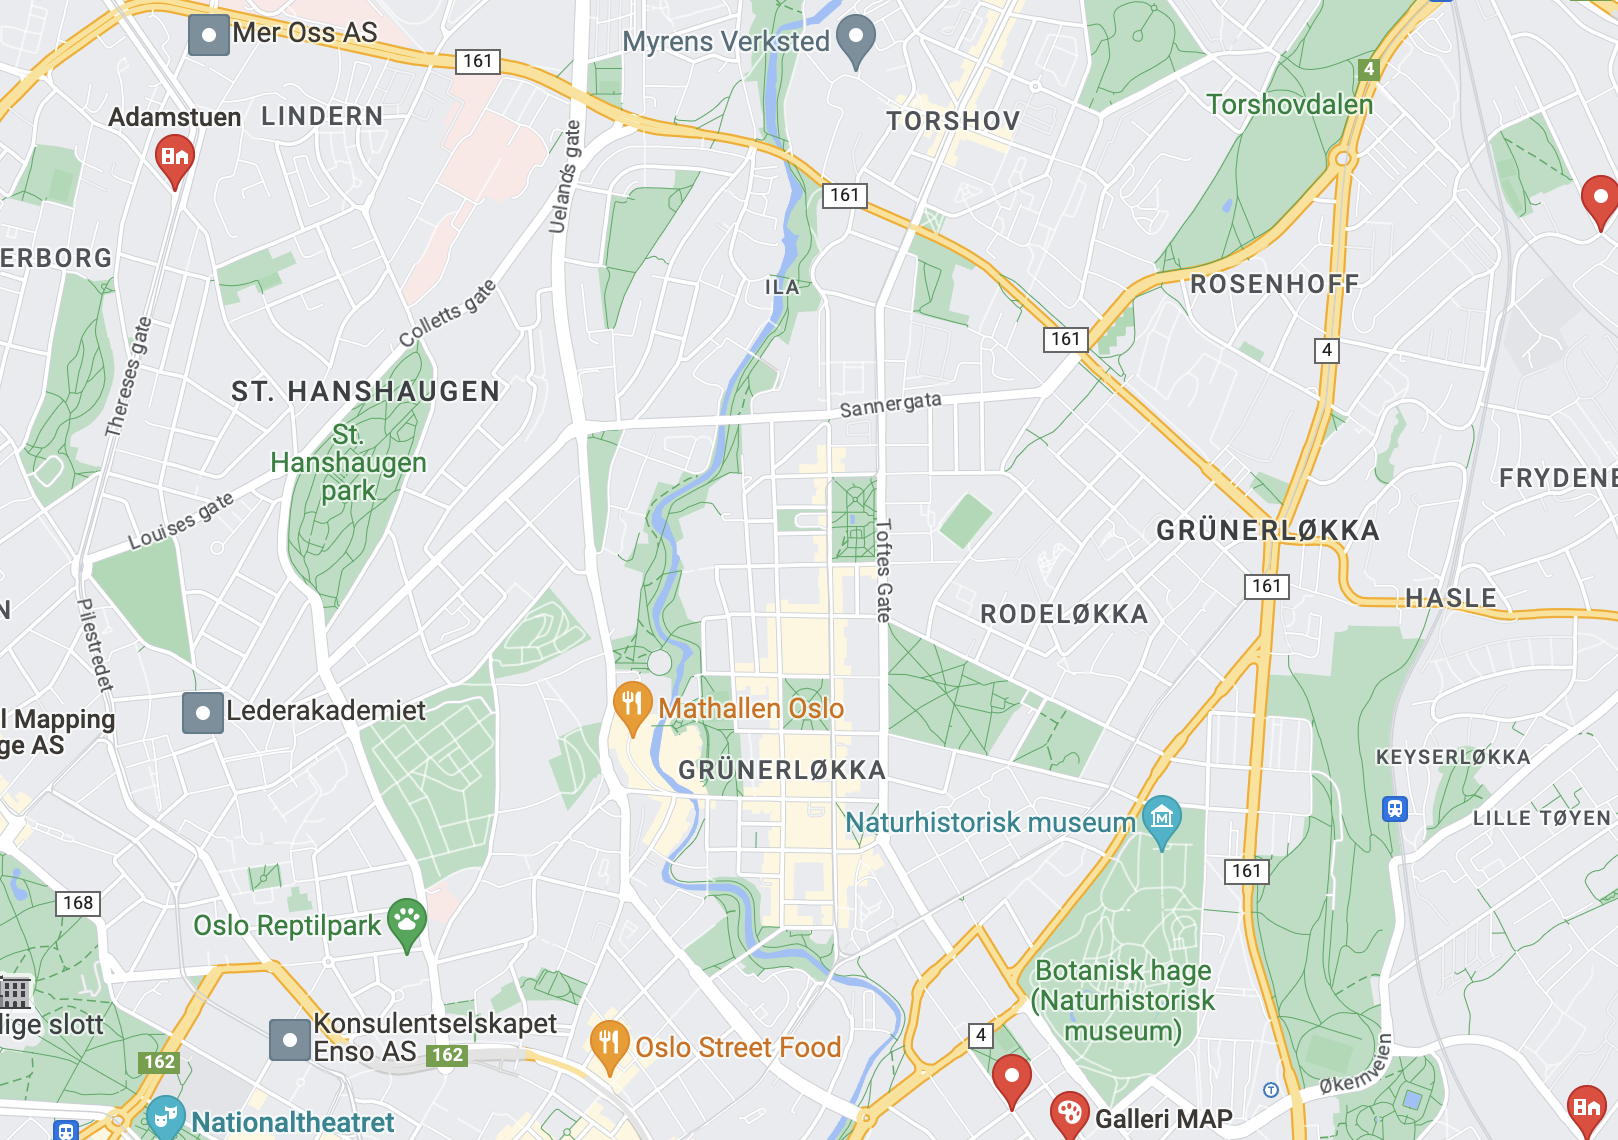 Mer Oss AS
161
Myrens Verksted
4
Torshovdalen
Adamstuen
LINDERN
TORSHOV
Uelands gate
161
ERBORG
ILA
ROSENHOFF
Colletts gate
161
4
Thereses gate
ST. HANSHAUGEN
Sannergata
St.
Hanshaugen
park
FRYDENB
Louises gate
GRÜNERLØKKA
Toftes Gate
161
HASLE
N
Pilestredet
RODELØKKA
l Mapping
ge AS
Lederakademiet
Mathallen Oslo
GRÜNERLØKKA
KEYSERLØKKA
Naturhistorisk museum
LILLE TØYEN
161
168
Oslo Reptilpark
Botanisk hage
(Naturhistorisk
museum)
lige slott
Konsulentselskapet
Enso AS
162
162
Oslo Street Food
4
Økernveien
T
Nationaltheatret
Galleri MAP